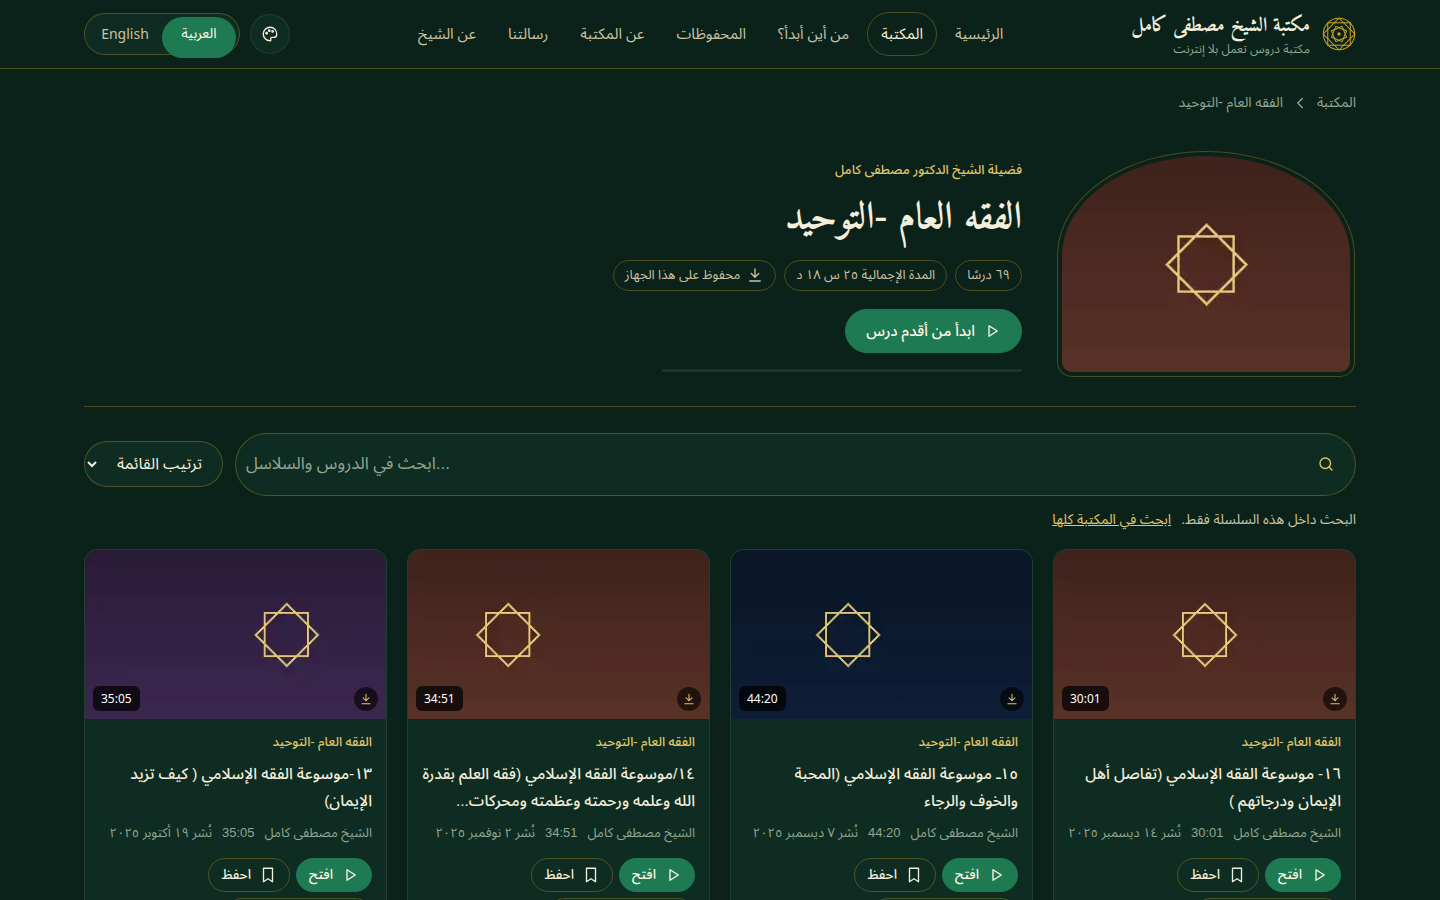 مكتبة الشيخ مصطفى كامل
مكتبة دروس تعمل بلا إنترنت
الرئيسية
المكتبة
من أين أبدأ؟
المحفوظات
عن المكتبة
رسالتنا
عن الشيخ
العربية
English
المكتبة
الفقه العام -التوحيد
فضيلة الشيخ الدكتور مصطفى كامل
الفقه العام -التوحيد
٦٩ درسًا
المدة الإجمالية ٢٥ س ١٨ د
محفوظ على هذا الجهاز
ابدأ من أقدم درس
ابحث في الدروس والسلاسل...
ترتيب القائمة
البحث داخل هذه السلسلة فقط. ابحث في المكتبة كلها
30:01
الفقه العام -التوحيد
١٦- موسوعة الفقه الإسلامي (تفاصل أهل
الإيمان ودرجاتهم )
الشيخ مصطفى كامل 30:01 نُشر ١٤ ديسمبر ٢٠٢٥
افتح
احفظ
44:20
الفقه العام -التوحيد
١٥ـ موسوعة الفقه الإسلامي (المحبة
والخوف والرجاء
الشيخ مصطفى كامل 44:20 نُشر ٧ ديسمبر ٢٠٢٥
افتح
احفظ
34:51
الفقه العام -التوحيد
١٤/موسوعة الفقه الإسلامي (فقه العلم بقدرة
الله وعلمه ورحمته وعظمته ومحركات...
الشيخ مصطفى كامل 34:51 نُشر ٢ نوفمبر ٢٠٢٥
افتح
احفظ
35:05
الفقه العام -التوحيد
١٣-موسوعة الفقه الإسلامي ( كيف تزيد
الإيمان)
الشيخ مصطفى كامل 35:05 نُشر ١٩ أكتوبر ٢٠٢٥
افتح
احفظ